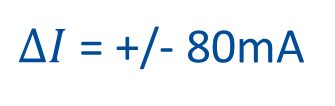 Δ𝐼 = +/- 80mA